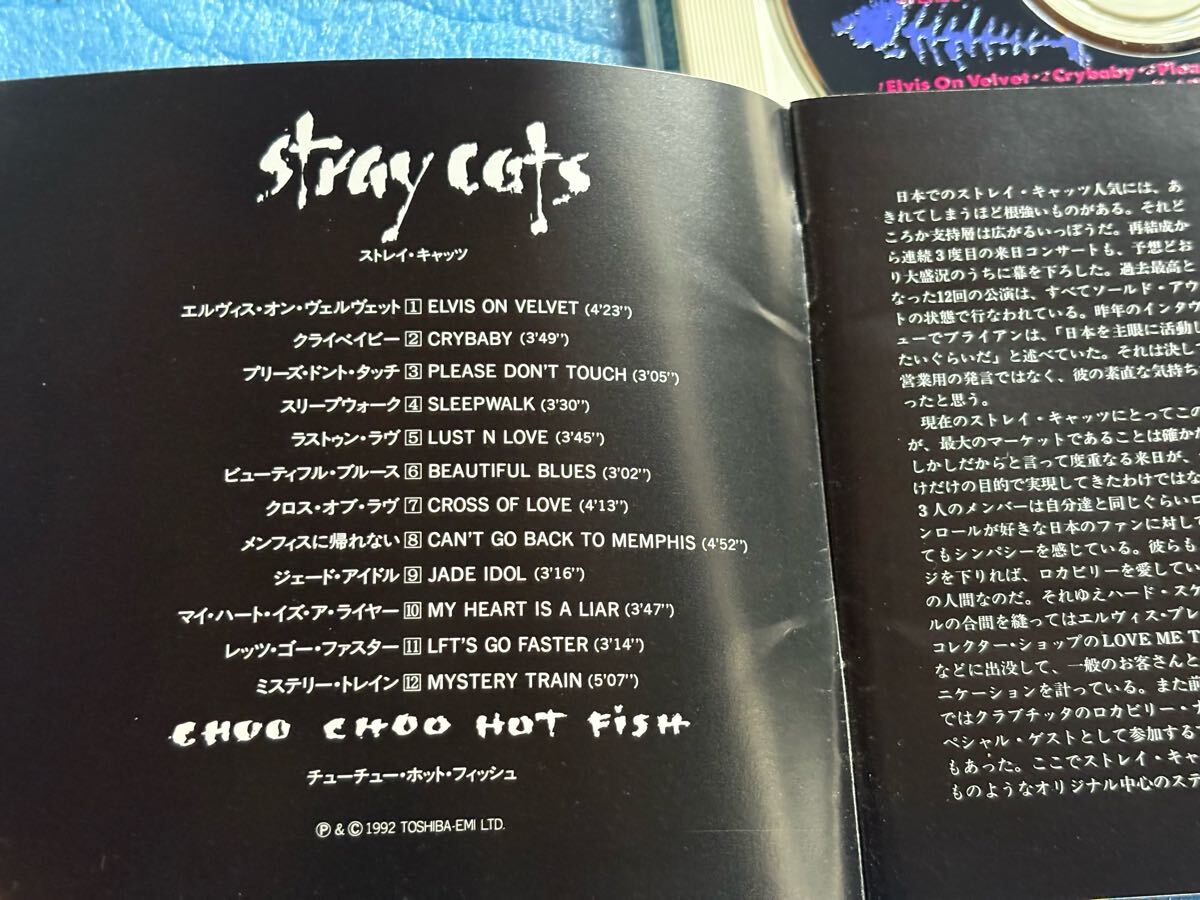 Elvis On Velvet・2 Crybaby・3 Plea
stray cats
ストレイ・キャッツ
エルヴィス・オン・ヴェルヴェット 1 ELVIS ON VELVET (4'23'')
クライベイビー 2 CRYBABY (3'49'')
プリーズ・ドント・タッチ 3 PLEASE DON'T TOUCH (3'05'')
スリープウォーク 4 SLEEPWALK (3'30'')
ラストゥン・ラヴ 5 LUST N LOVE (3'45'')
ビューティフル・ブルース 6 BEAUTIFUL BLUES (3'02'')
クロス・オブ・ラヴ 7 CROSS OF LOVE (4'13'')
メンフィスに帰れない 8 CAN'T GO BACK TO MEMPHIS (4'52'')
ジェード・アイドル 9 JADE IDOL (3'16'')
マイ・ハート・イズ・ア・ライヤー 10 MY HEART IS A LIAR (3'47'')
レッツ・ゴー・ファスター 11 LFT'S GO FASTER (3'14'')
ミステリー・トレイン 12 MYSTERY TRAIN (5'07'')
CHOO CHOO HOT FiSH
チューチュー・ホット・フィッシュ
Ⓟ & © 1992 TOSHIBA-EMI LTD.
日本でのストレイ・キャッツ人気には、あ
きれてしまうほど根強いものがある。それど
ころか支持層は広がるいっぽうだ。再結成か
ら連続3度目の来日コンサートも、予想どお
り大盛況のうちに幕を下ろした。過去最高と
なった12回の公演は、すべてソールド・アウ
トの状態で行なわれている。昨年のインタヴ
ューでブライアンは、「日本を主眼に活動し
たいぐらいだ」と述べていた。それは決して
営業用の発言ではなく、彼の素直な気持ち
ったと思う。
現在のストレイ・キャッツにとってこの
が、最大のマーケットであることは確か
しかしだからと言って度重なる来日が、
けだけの目的で実現してきたわけではな
3人のメンバーは自分達と同じぐらいロ
ンロールが好きな日本のファンに対して
てもシンパシーを感じている。彼らも
ジを下りれば、ロカビリーを愛してい
の人間なのだ。それゆえハード・スケ
ルの合間を縫ってはエルヴィス・プレ
コレクター・ショップのLOVE ME T
などに出没して、一般のお客さんと
ニケーションを計っている。また前
ではクラブチッタのロカビリー・ナ
ペシャル・ゲストとして参加する
もあった。ここでストレイ・キャ
ものようなオリジナル中心のステ